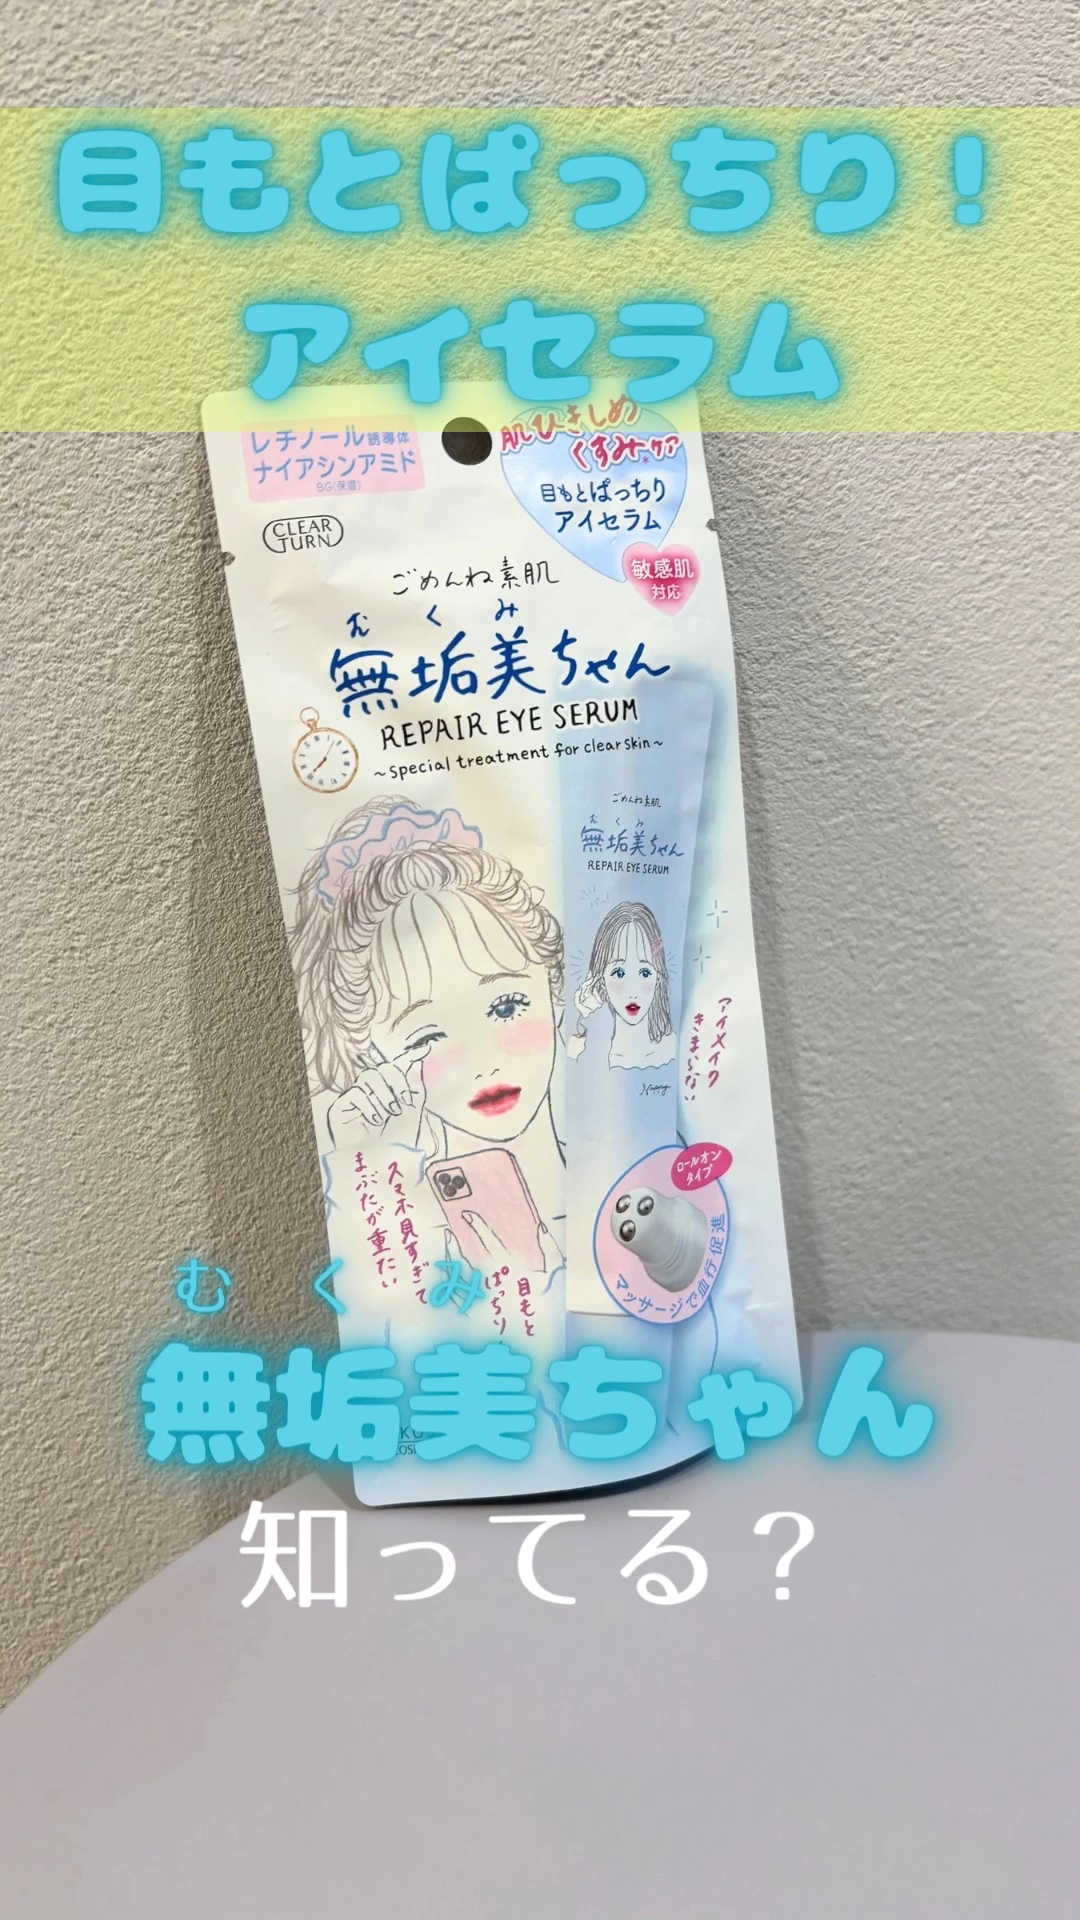 目もとぱっちり！
アイセラム
レチノール誘導体
ナイアシンアミド
BG(保湿)
肌ひきしめ
くすみ*ケア
目もとぱっちり
アイセラム
敏感肌
対応
CLEAR
TURN
ごめんね素肌
むくみ
無垢美ちゃん
REPAIR EYE SERUM
~special treatment for clear skin~
ごめんね素肌
むくみ
無垢美ちゃん
REPAIR EYE SERUM
アイメイク
きまらない
ロールオン
タイプ
マッサージで血行促進
スマホ見すぎて
まぶたが重たい
目もと
ぱっちり
むくみ
無垢美ちゃん
知ってる？